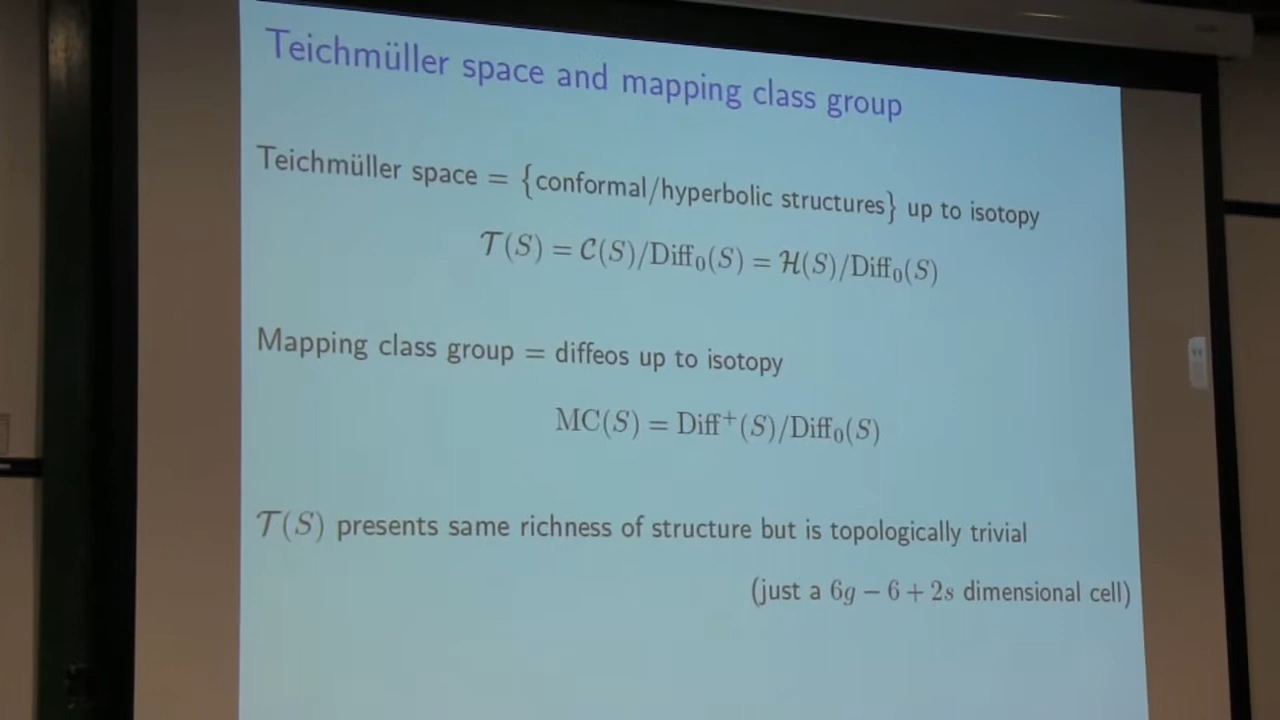 Teichmüller space and mapping class group
Teichmüller space = {conformal/hyperbolic structures} up to isotopy
𝒯(S) = 𝒞(S)/Diff₀(S) = ℋ(S)/Diff₀(S)
Mapping class group = diffeos up to isotopy
MC(S) = Diff⁺(S)/Diff₀(S)
𝒯(S) presents same richness of structure but is topologically trivial
(just a 6g − 6 + 2s dimensional cell)